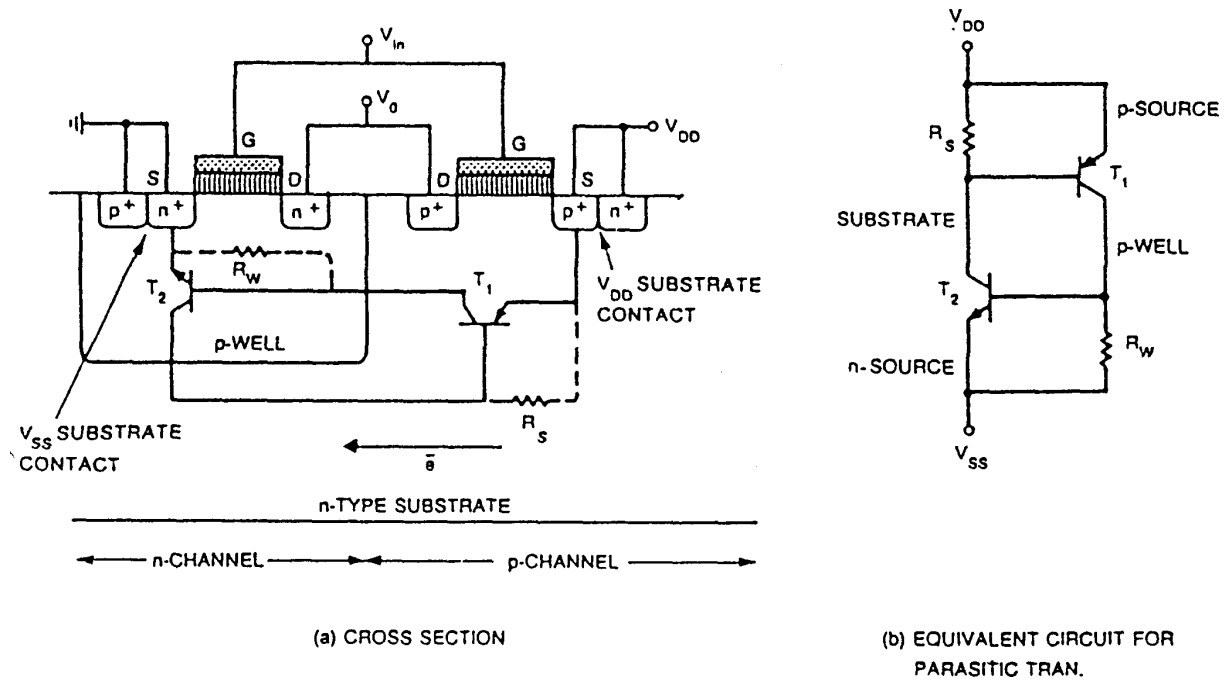 V_in
V_0
V_DD
G
G
S
D
D
S
p+
n+
n+
p+
p+
n+
R_W
T_2
T_1
V_DD SUBSTRATE
CONTACT
p-WELL
R_S
V_SS SUBSTRATE
CONTACT
ē
n-TYPE SUBSTRATE
n-CHANNEL
p-CHANNEL
(a) CROSS SECTION
V_DD
p-SOURCE
R_S
T_1
SUBSTRATE
p-WELL
T_2
R_W
n-SOURCE
V_SS
(b) EQUIVALENT CIRCUIT FOR
PARASITIC TRAN.